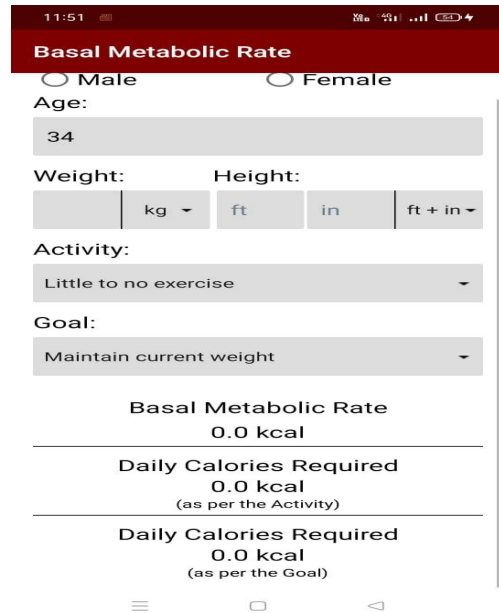 11:51 4G 54
Basal Metabolic Rate
Male Female
Age:
34
Weight: Height:
kg ft in ft + in
Activity:
Little to no exercise
Goal:
Maintain current weight
Basal Metabolic Rate
0.0 kcal
Daily Calories Required
0.0 kcal
(as per the Activity)
Daily Calories Required
0.0 kcal
(as per the Goal)